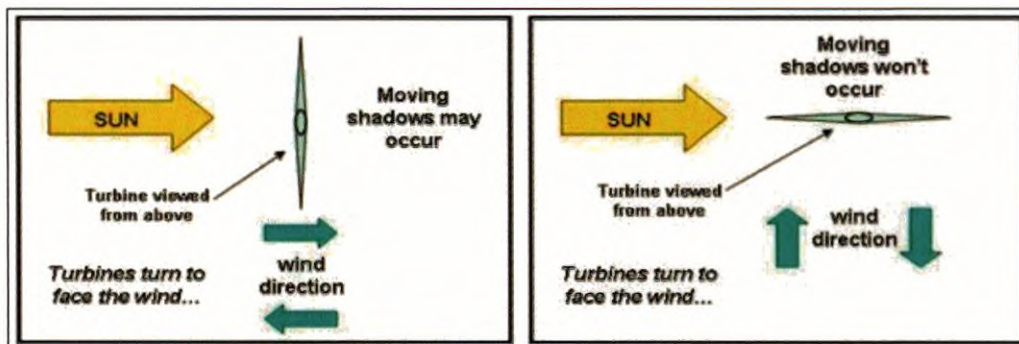 SUN
Moving
shadows may
occur
Turbine viewed
from above
wind
direction
Turbines turn to
face the wind...
Moving
shadows won't
occur
SUN
Turbine viewed
from above
wind
direction
Turbines turn to
face the wind...